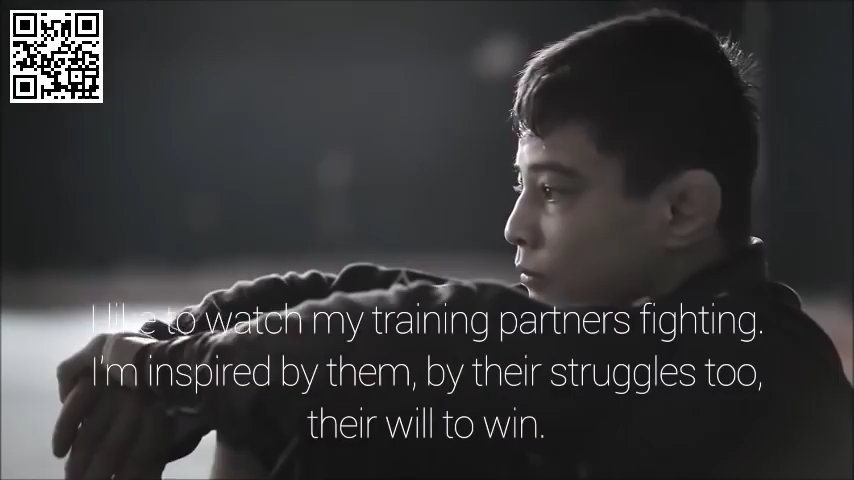 I like to watch my training partners fighting.
I'm inspired by them, by their struggles too,
their will to win.